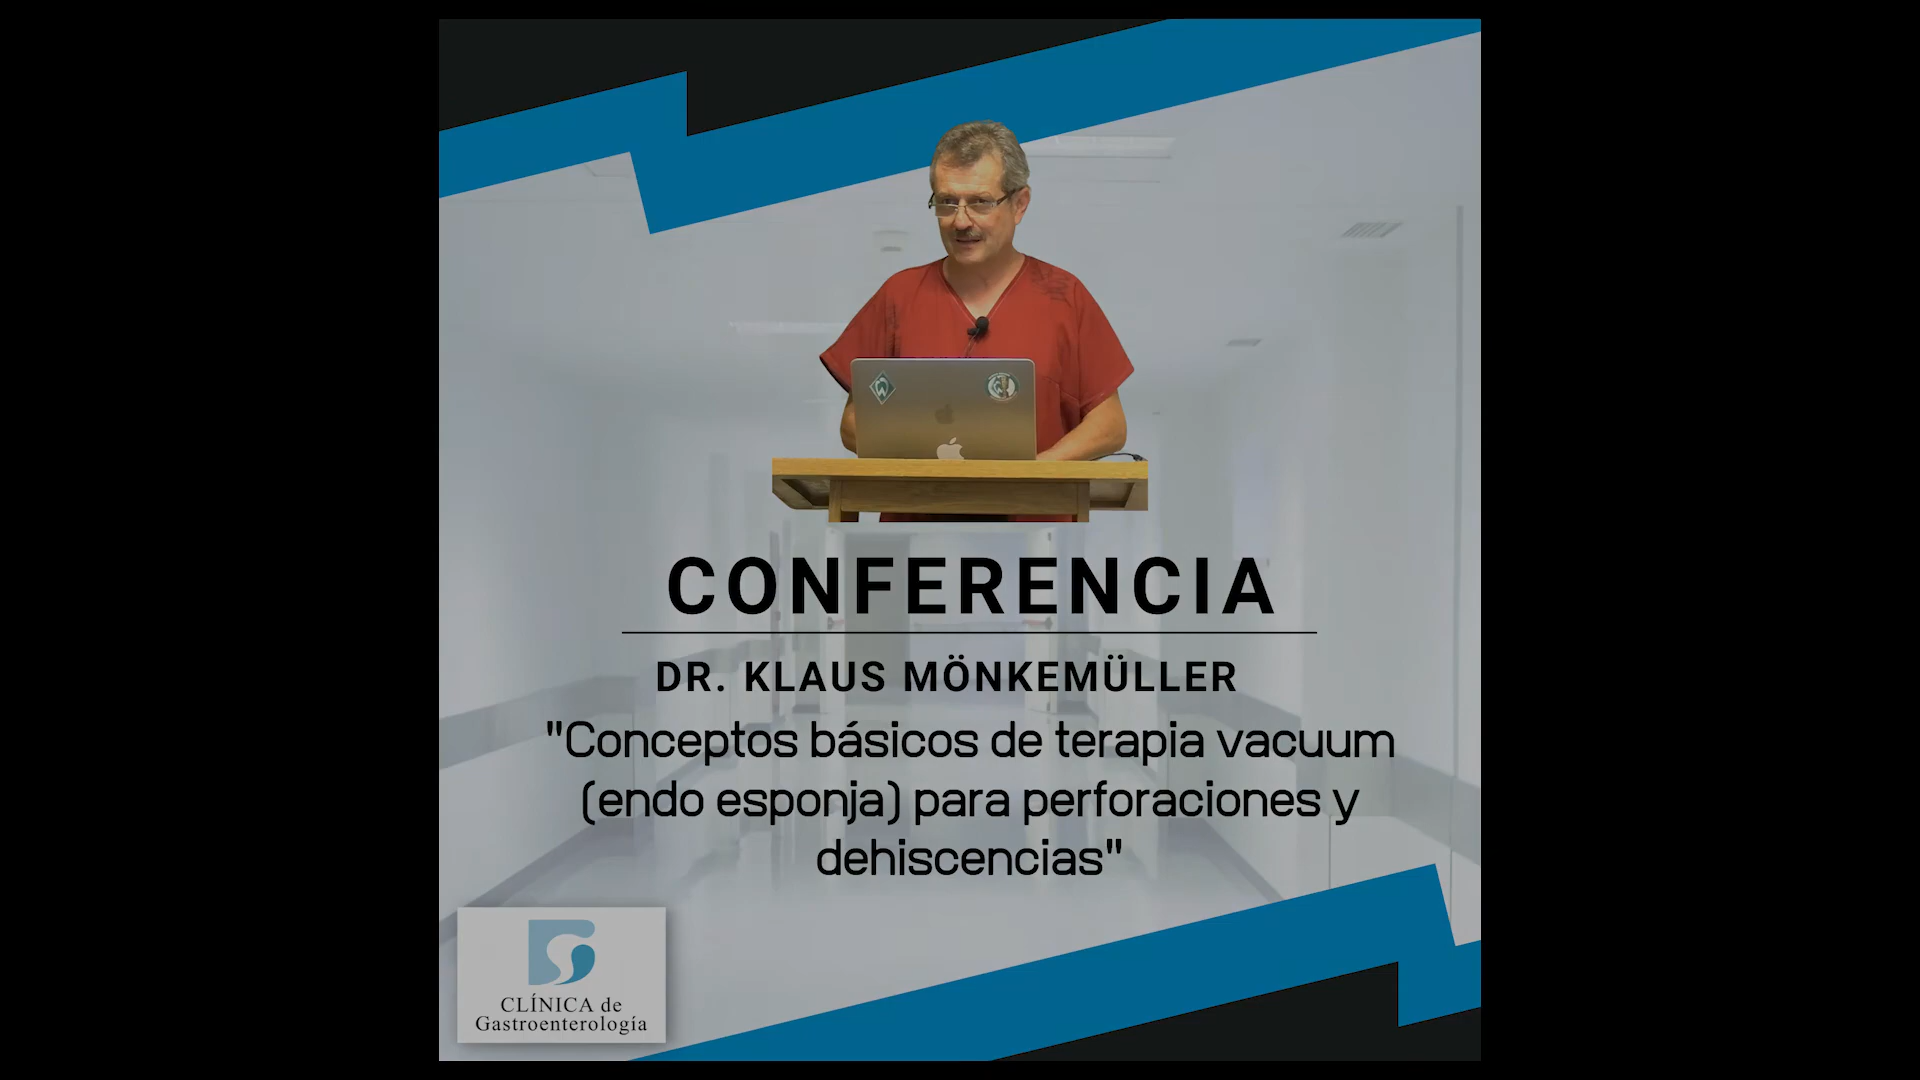 CONFERENCIA
DR. KLAUS MÖNKEMÜLLER
"Conceptos básicos de terapia vacuum
(endo esponja) para perforaciones y
dehiscencias"
CLÍNICA de
Gastroenterología